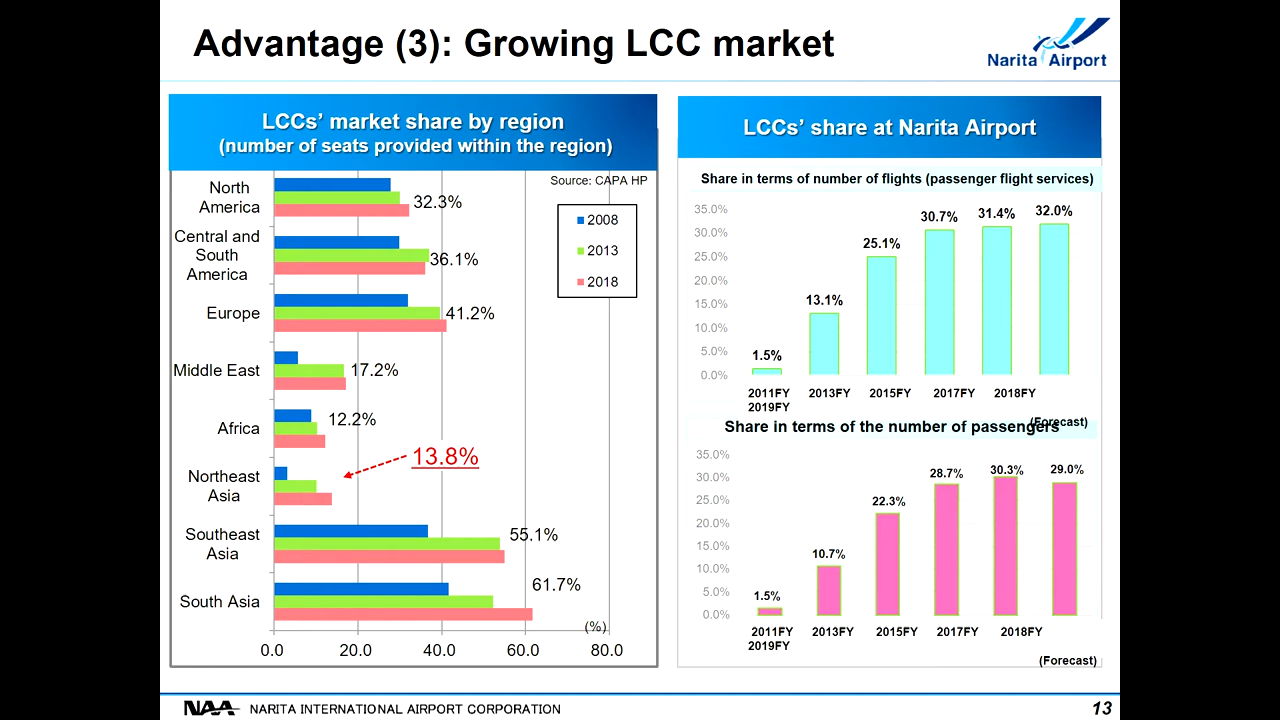 Advantage (3): Growing LCC market
Narita Airport
LCCs' market share by region
(number of seats provided within the region)
Source: CAPA HP
North
America
32.3%
Central and
South
America
36.1%
Europe
41.2%
Middle East
17.2%
Africa
12.2%
Northeast
Asia
13.8%
Southeast
Asia
55.1%
South Asia
61.7%
2008
2013
2018
(%)
0.0 20.0 40.0 60.0 80.0
LCCs' share at Narita Airport
Share in terms of number of flights (passenger flight services)
35.0%
30.0%
25.0%
20.0%
15.0%
10.0%
5.0%
0.0%
1.5%
13.1%
25.1%
30.7%
31.4%
32.0%
2011FY 2013FY 2015FY 2017FY 2018FY
2019FY
(Forecast)
Share in terms of the number of passengers
35.0%
30.0%
25.0%
20.0%
15.0%
10.0%
5.0%
0.0%
1.5%
10.7%
22.3%
28.7%
30.3%
29.0%
2011FY 2013FY 2015FY 2017FY 2018FY
2019FY
(Forecast)
NAA NARITA INTERNATIONAL AIRPORT CORPORATION
13